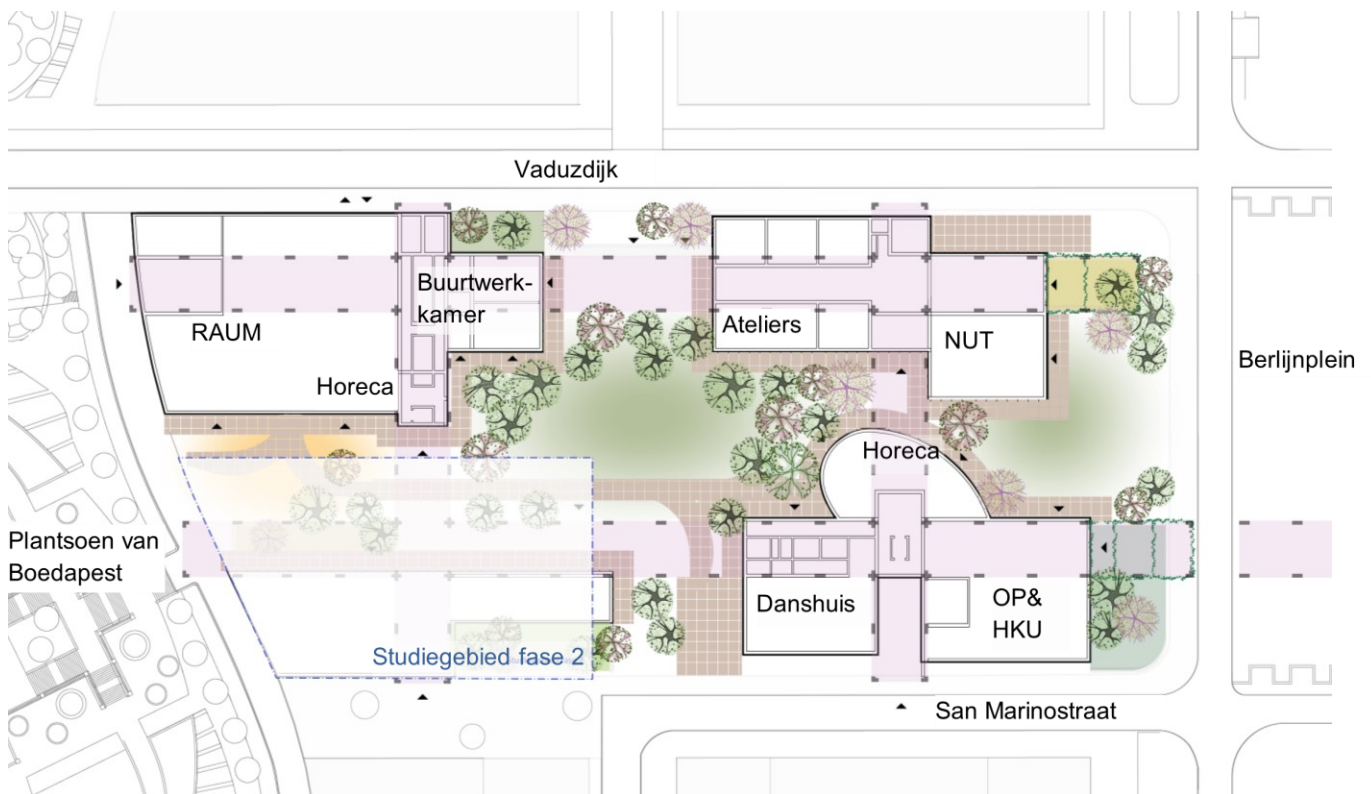 Vaduzdijk
Buurtwerk-
kamer
RAUM
Ateliers
NUT
Berlijnplein
Horeca
Horeca
Plantsoen van
Boedapest
Danshuis
OP&
HKU
Studiegebied fase 2
San Marinostraat